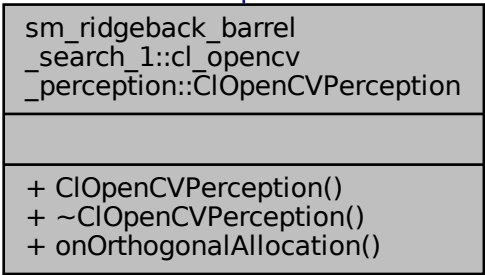 sm_ridgeback_barrel
_search_1::cl_opencv
_perception::ClOpenCVPerception
+ ClOpenCVPerception()
+ ~ClOpenCVPerception()
+ onOrthogonalAllocation()